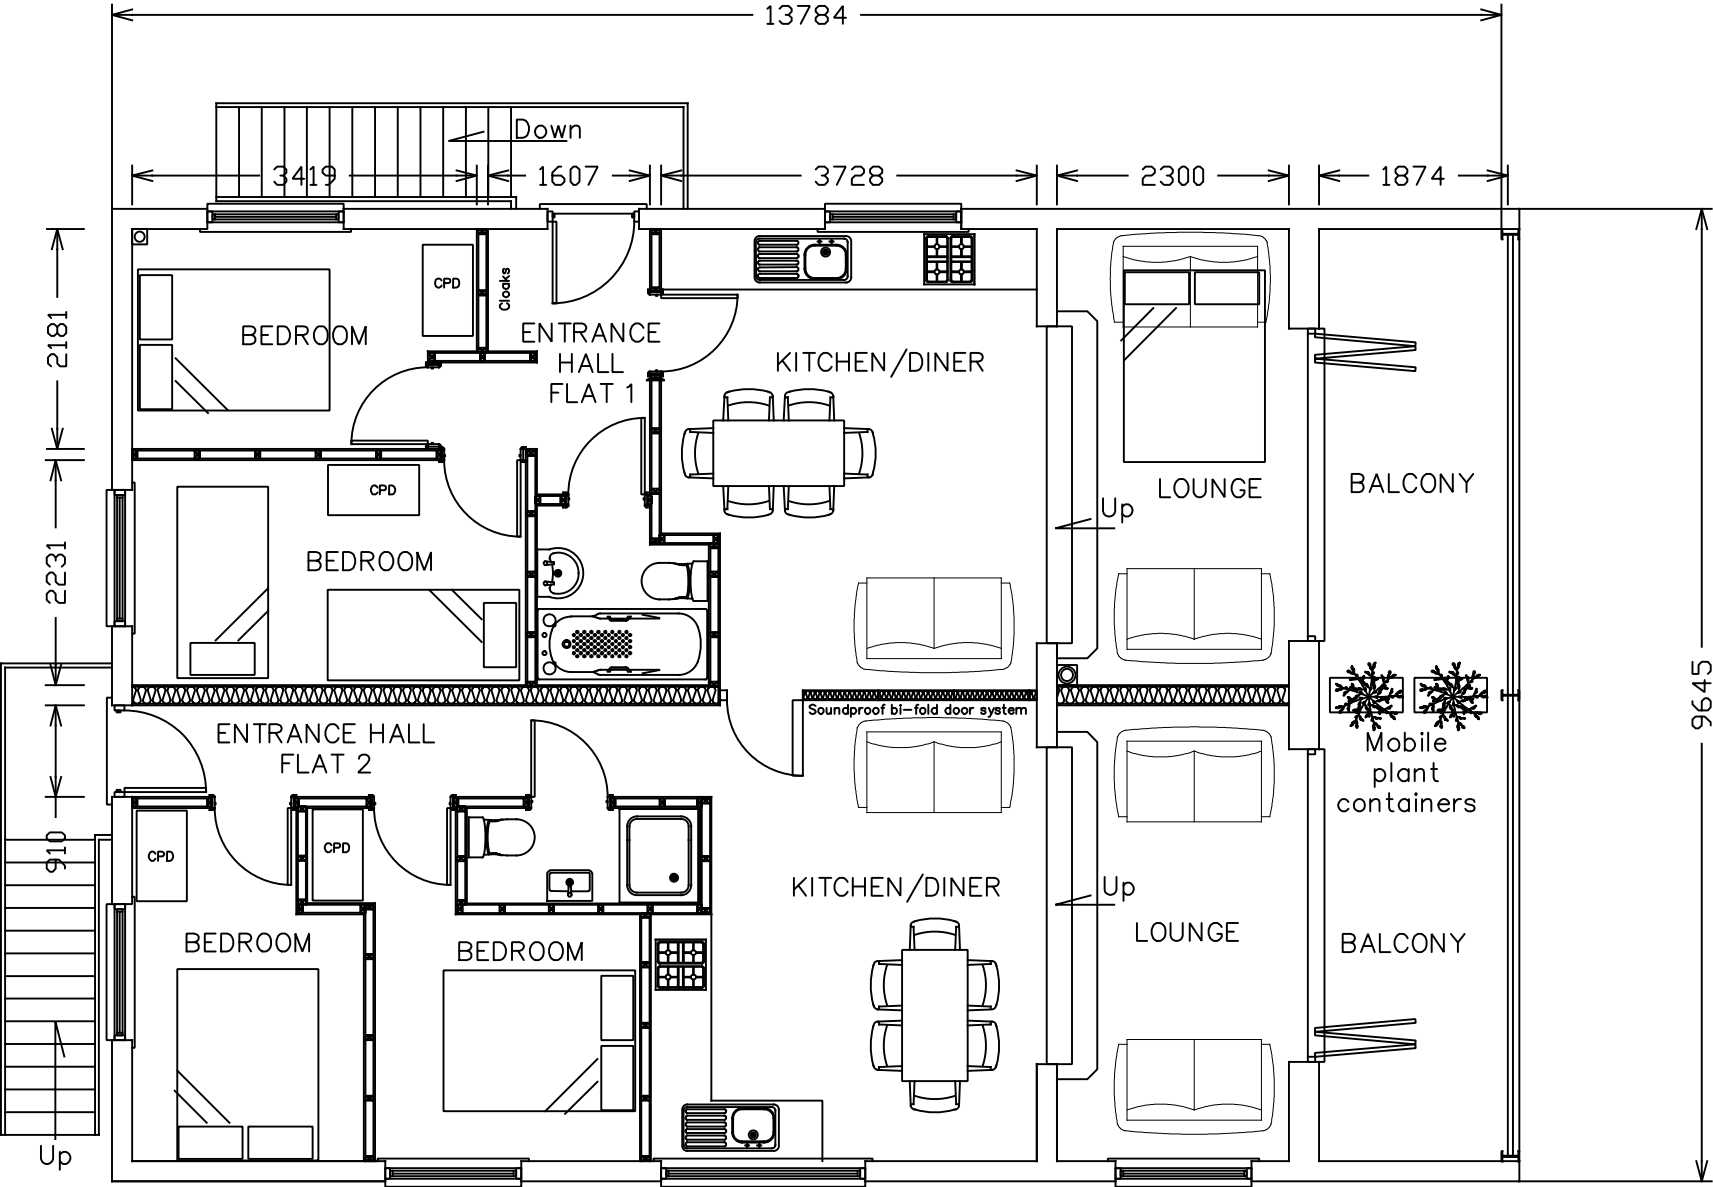 13784
Down
3419
1607
3728
2300
1874
CPD
Cloaks
BEDROOM
ENTRANCE
HALL
FLAT 1
KITCHEN/DINER
2181
LOUNGE
BALCONY
CPD
Up
BEDROOM
2231
9645
Soundproof bi-fold door system
ENTRANCE HALL
FLAT 2
Mobile
plant
containers
910
CPD
CPD
KITCHEN/DINER
Up
BEDROOM
BEDROOM
LOUNGE
BALCONY
Up